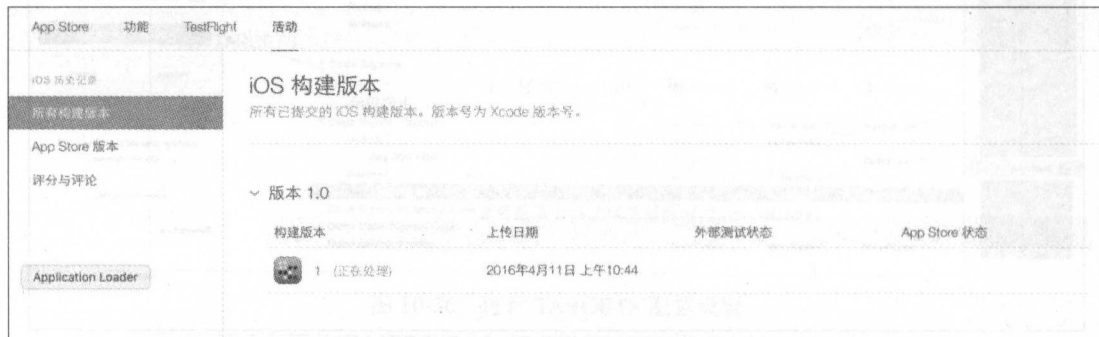 App Store 功能 TestFlight 活动
iOS 历史记录
所有构建版本
App Store 版本
评分与评论
Application Loader
iOS 构建版本
所有已提交的 iOS 构建版本。版本号为 Xcode 版本号。
版本 1.0
构建版本 上传日期 外部测试状态 App Store 状态
1 (正在处理) 2016年4月11日 上午10:44